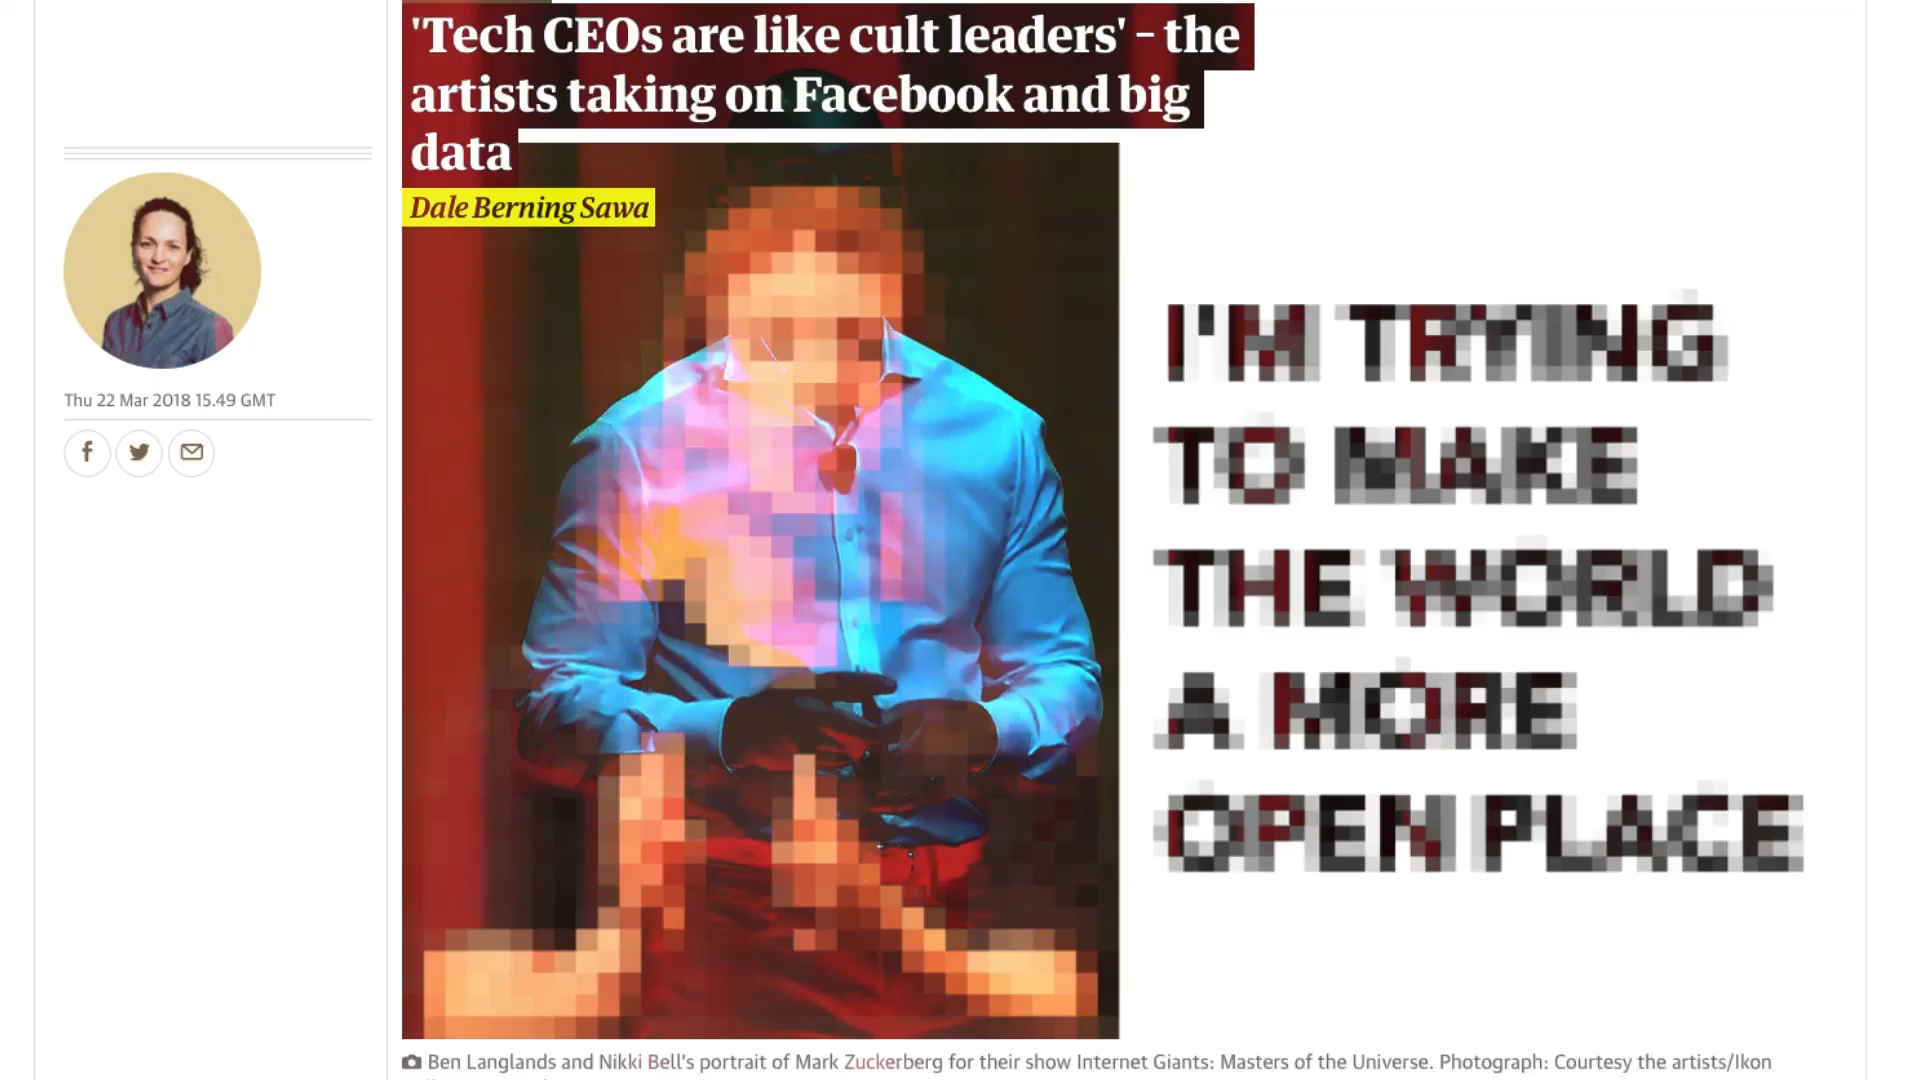 'Tech CEOs are like cult leaders' – the
artists taking on Facebook and big
data
Dale Berning Sawa
Thu 22 Mar 2018 15.49 GMT
I'M TRYING
TO MAKE
THE WORLD
A MORE
OPEN PLACE
Ben Langlands and Nikki Bell's portrait of Mark Zuckerberg for their show Internet Giants: Masters of the Universe. Photograph: Courtesy the artists/Ikon